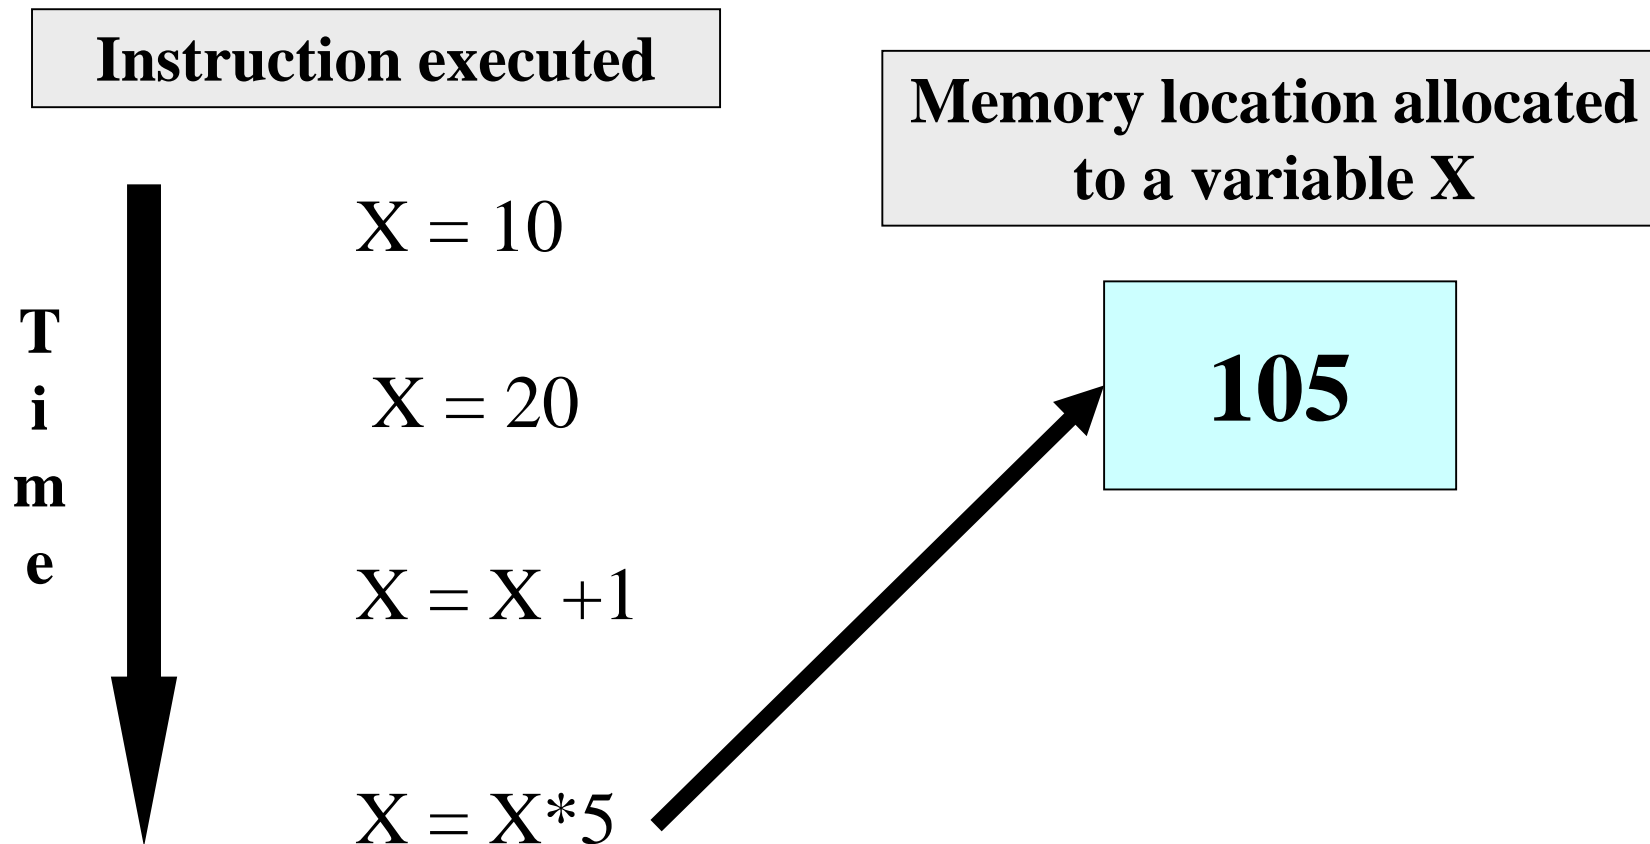 Instruction executed
Memory location allocated
to a variable X
T
i
m
e
X = 10
X = 20
X = X +1
X = X*5
105